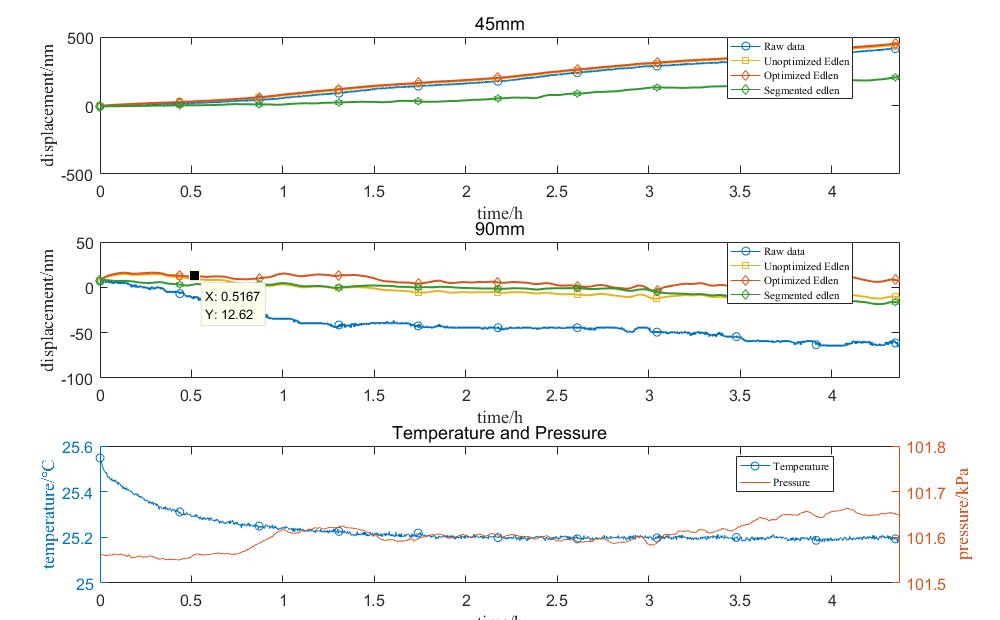 45mm
500
0
-500
displacement/nm
0 0.5 1 1.5 2 2.5 3 3.5 4
time/h
Raw data
Unoptimized Edlen
Optimized Edlen
Segmented edlen
90mm
50
0
-50
-100
displacement/nm
0 0.5 1 1.5 2 2.5 3 3.5 4
time/h
Raw data
Unoptimized Edlen
Optimized Edlen
Segmented edlen
X: 0.5167
Y: 12.62
Temperature and Pressure
25.6
25.4
25.2
25
temperature/°C
101.8
101.7
101.6
101.5
pressure/kPa
Temperature
Pressure
0 0.5 1 1.5 2 2.5 3 3.5 4
time/h